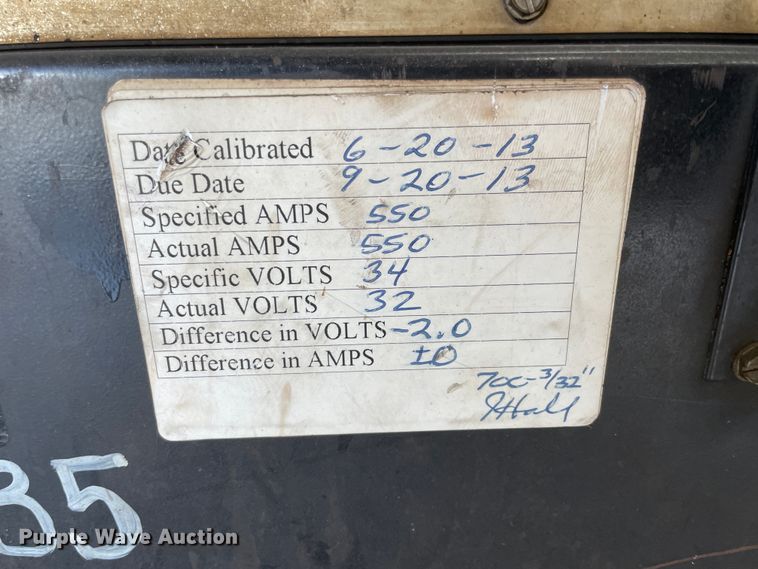 Date Calibrated 6-20-13
Due Date 9-20-13
Specified AMPS 550
Actual AMPS 550
Specific VOLTS 34
Actual VOLTS 32
Difference in VOLTS -2.0
Difference in AMPS ±0
70C-3/32"
JHall
35
Purple Wave Auction